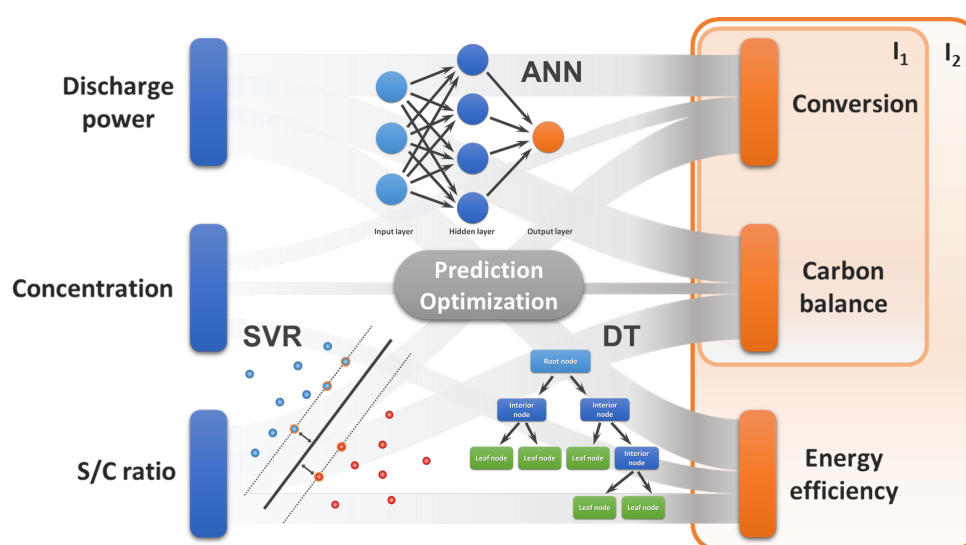 Discharge
power
Concentration
S/C ratio
ANN
Input layer
Hidden layer
Output layer
Prediction
Optimization
SVR
DT
Root node
Interior
node
Interior
node
Leaf node
Leaf node
Leaf node
Interior
node
Leaf node
Leaf node
I₁
I₂
Conversion
Carbon
balance
Energy
efficiency